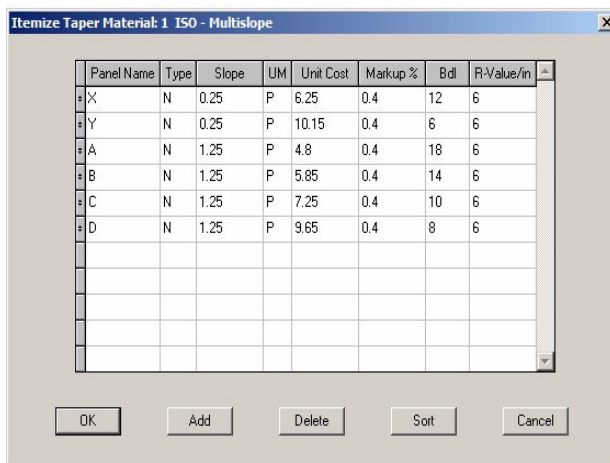 Itemize Taper Material: 1 ISO - Multislope
Panel Name Type Slope UM Unit Cost Markup % Bdl R-Value/in
X N 0.25 P 6.25 0.4 12 6
Y N 0.25 P 10.15 0.4 6 6
A N 1.25 P 4.8 0.4 18 6
B N 1.25 P 5.85 0.4 14 6
C N 1.25 P 7.25 0.4 10 6
D N 1.25 P 9.65 0.4 8 6
OK Add Delete Sort Cancel